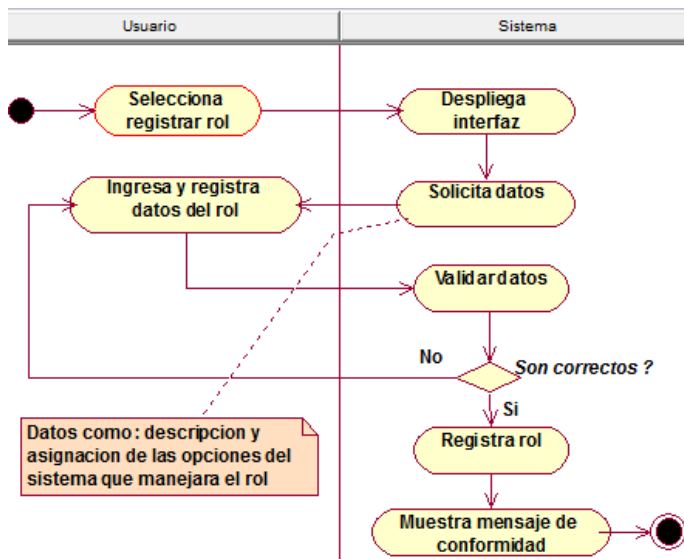 Usuario
Sistema
Selecciona
registrar rol
Despliega
interfaz
Ingresa y registra
datos del rol
Solicita datos
Validar datos
No
Son correctos ?
Si
Datos como : descripcion y
asignacion de las opciones del
sistema que manejara el rol
Registra rol
Muestra mensaje de
conformidad